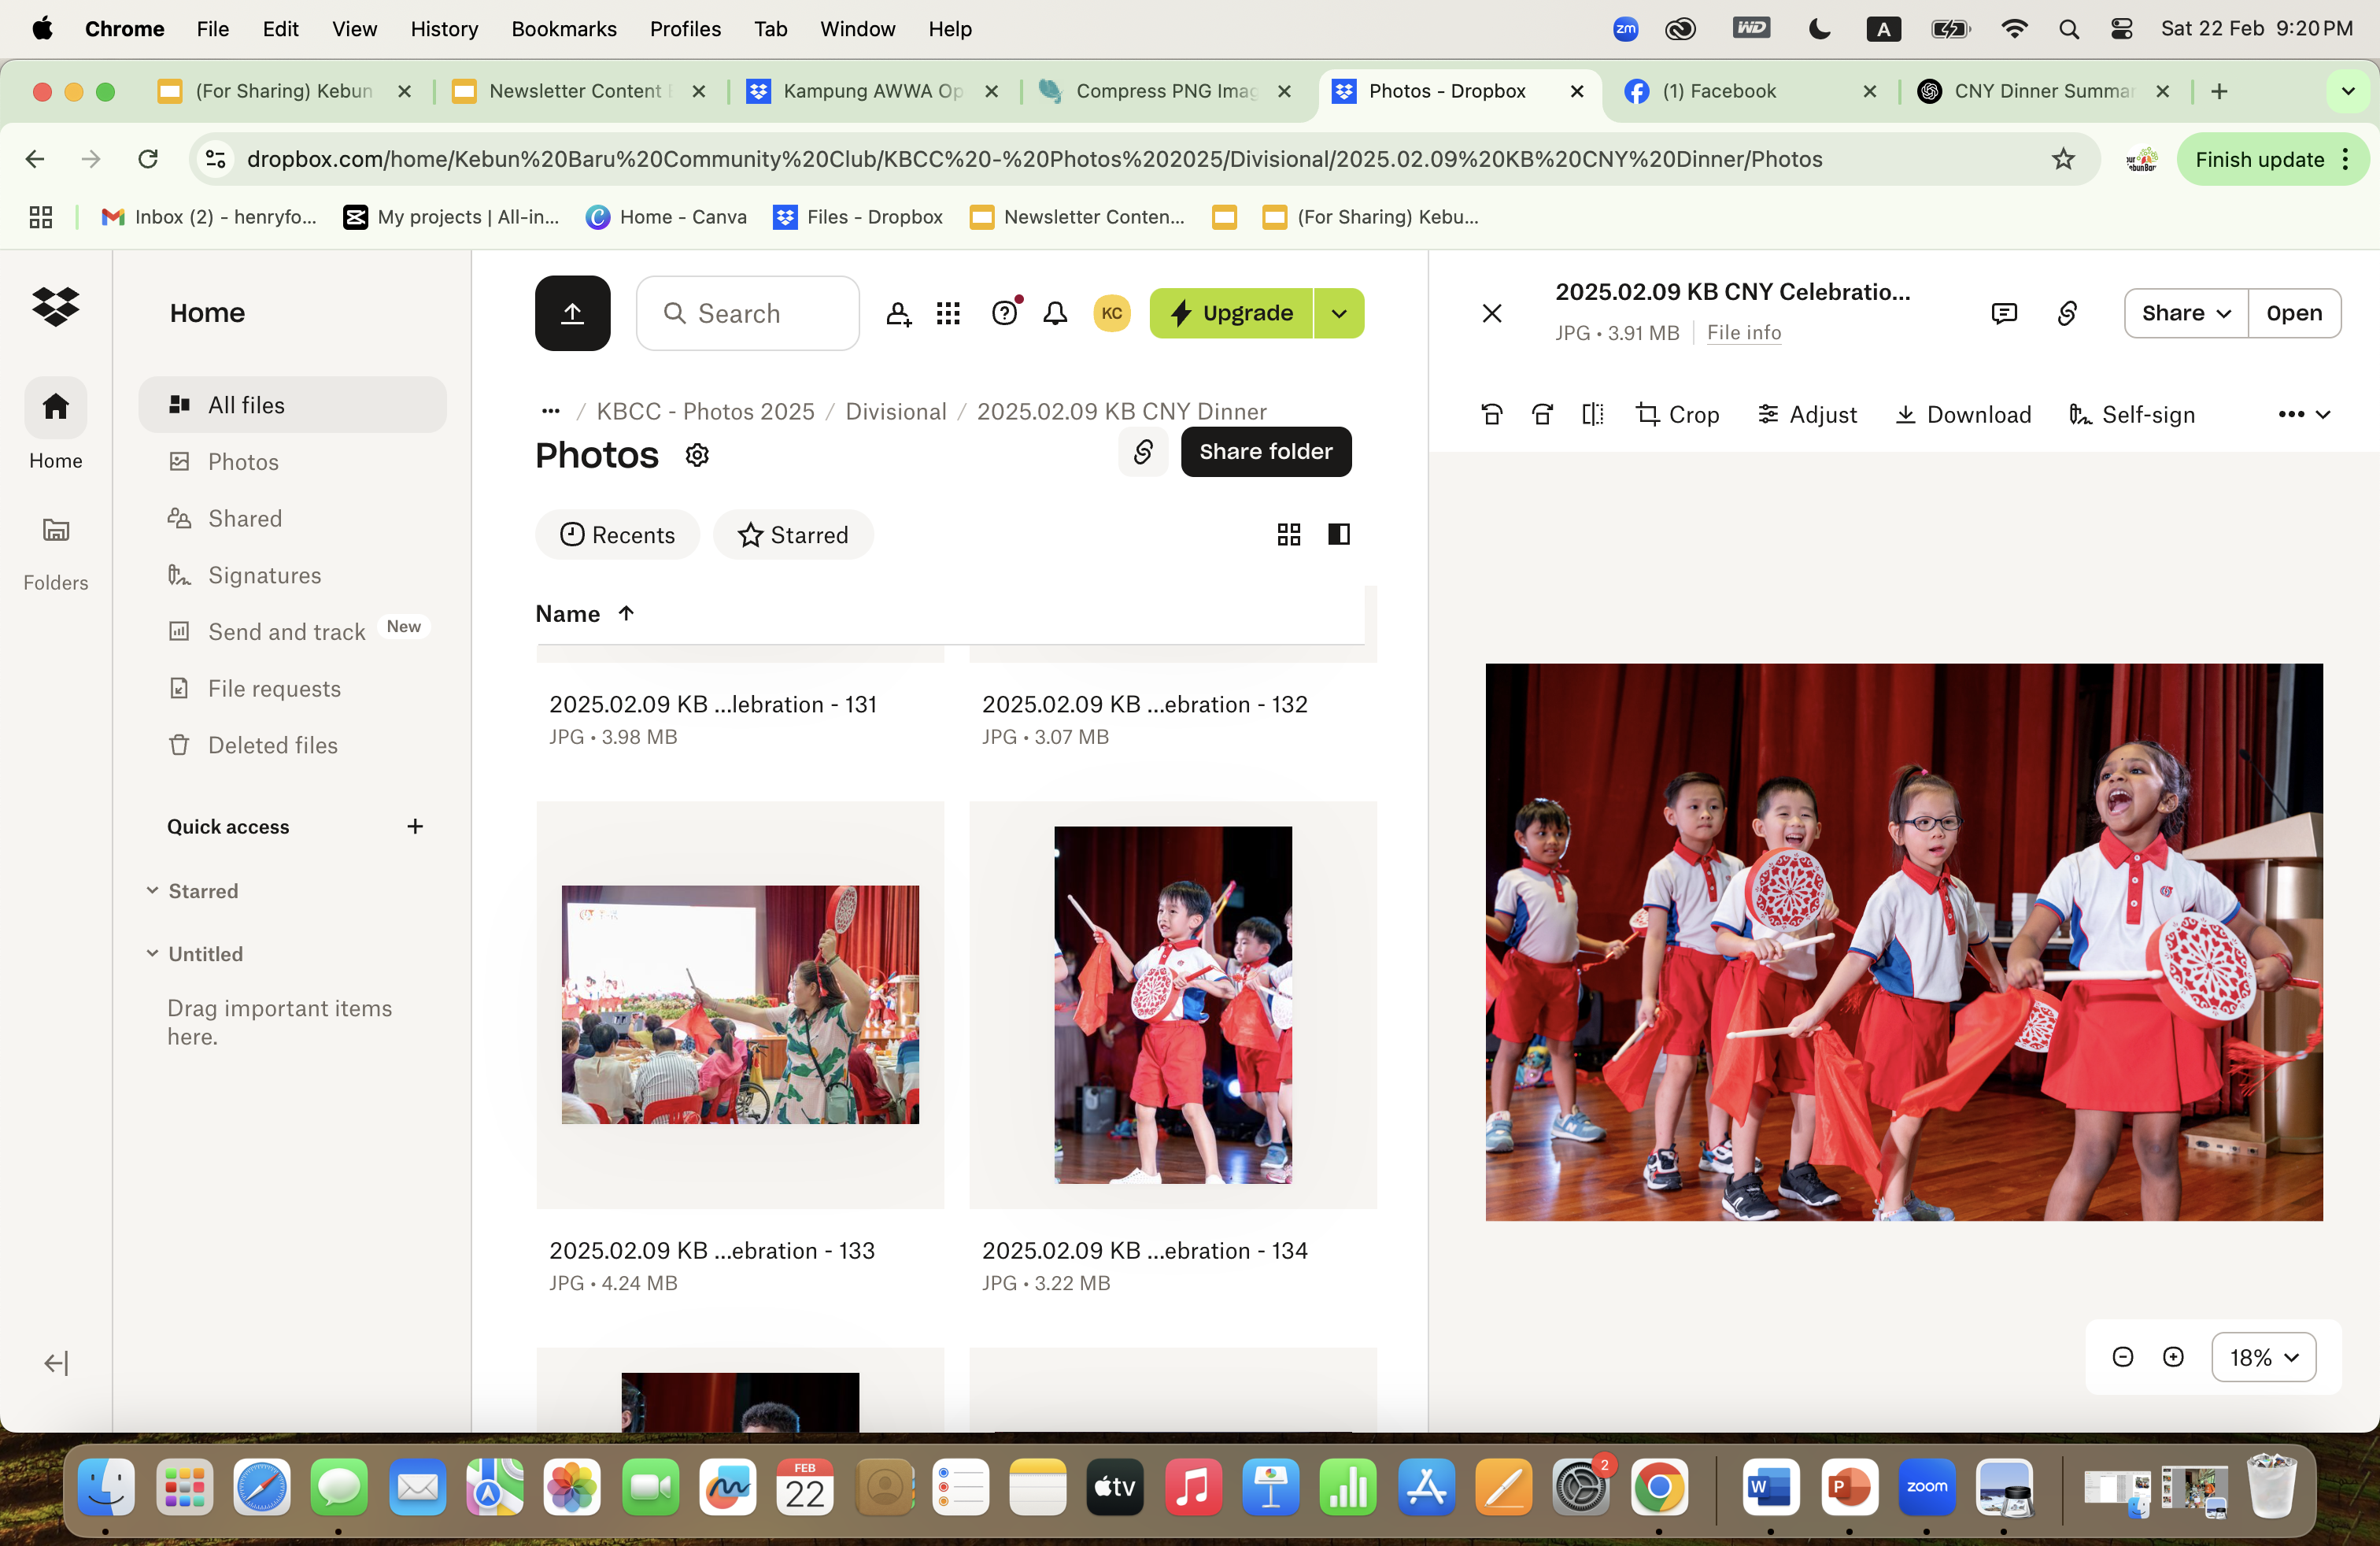 Chrome File Edit View History Bookmarks Profiles Tab Window Help zm WD A Sat 22 Feb 9:20 PM
(For Sharing) Kebun
Newsletter Content
Kampung AWWA Op
Compress PNG Imag
Photos - Dropbox
(1) Facebook
CNY Dinner Summar
dropbox.com/home/Kebun%20Baru%20Community%20Club/KBCC%20-%20Photos%202025/Divisional/2025.02.09%20KB%20CNY%20Dinner/Photos
Finish update
Inbox (2) - henryfo...
My projects | All-in...
Home - Canva
Files - Dropbox
Newsletter Conten...
(For Sharing) Kebu...
Home
Folders
Home
All files
Photos
Shared
Signatures
Send and track New
File requests
Deleted files
Quick access
Starred
Untitled
Drag important items
here.
Search
KC
Upgrade
... / KBCC - Photos 2025 / Divisional / 2025.02.09 KB CNY Dinner
Photos
Share folder
Recents
Starred
Name
2025.02.09 KB ...lebration - 131
JPG • 3.98 MB
2025.02.09 KB ...ebration - 132
JPG • 3.07 MB
2025.02.09 KB ...ebration - 133
JPG • 4.24 MB
2025.02.09 KB ...ebration - 134
JPG • 3.22 MB
2025.02.09 KB CNY Celebratio...
JPG • 3.91 MB
File info
Share
Open
Crop
Adjust
Download
Self-sign
18%
FEB
22
tv
2
W
P
zoom